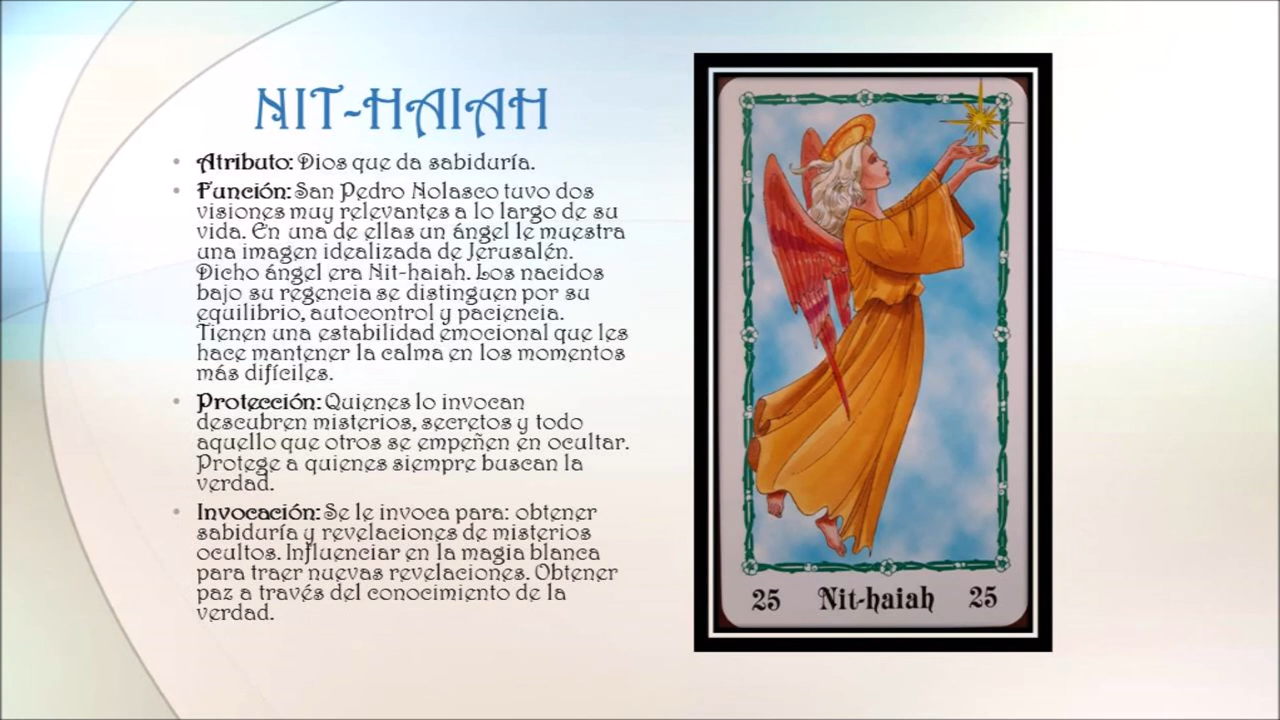 NIT-HAIAH
• Atributo: Dios que da sabiduría.
• Función: San Pedro Nolasco tuvo dos
visiones muy relevantes a lo largo de su
vida. En una de ellas un ángel le muestra
una imagen idealizada de Jerusalén.
Dicho ángel era Nit-haiah. Los nacidos
bajo su regencia se distinguen por su
equilibrio, autocontrol y paciencia.
Tienen una estabilidad emocional que les
hace mantener la calma en los momentos
más difíciles.
• Protección: Quienes lo invocan
descubren misterios, secretos y todo
aquello que otros se empeñen en ocultar.
Protege a quienes siempre buscan la
verdad.
• Invocación: Se le invoca para: obtener
sabiduría y revelaciones de misterios
ocultos. Influenciar en la magia blanca
para traer nuevas revelaciones. Obtener
paz a través del conocimiento de la
verdad.
25 Nit-haiah 25